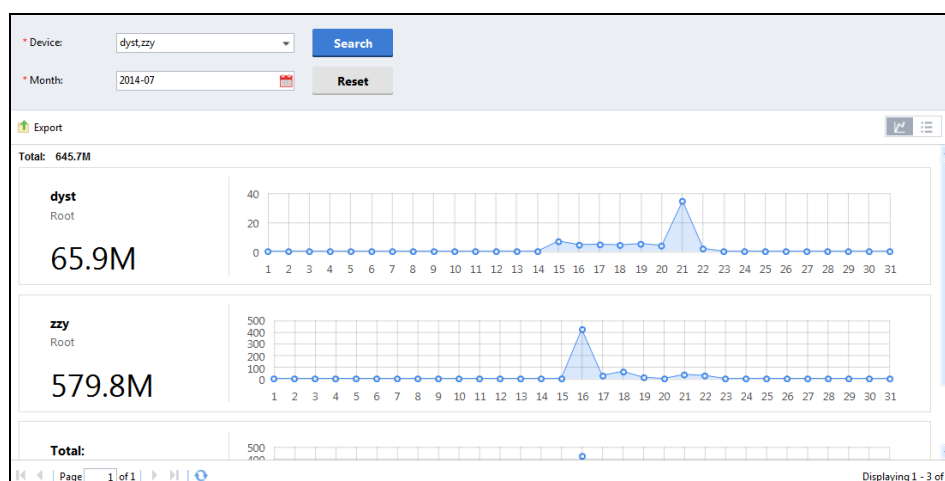 * Device: dyst,zzy Search
* Month: 2014-07 Reset
Export
Total: 645.7M
dyst
Root
65.9M
40
20
0
1 2 3 4 5 6 7 8 9 10 11 12 13 14 15 16 17 18 19 20 21 22 23 24 25 26 27 28 29 30 31
zzy
Root
579.8M
500
400
300
200
100
0
1 2 3 4 5 6 7 8 9 10 11 12 13 14 15 16 17 18 19 20 21 22 23 24 25 26 27 28 29 30 31
Total:
500
400
Page 1 of 1 Displaying 1 - 3 of